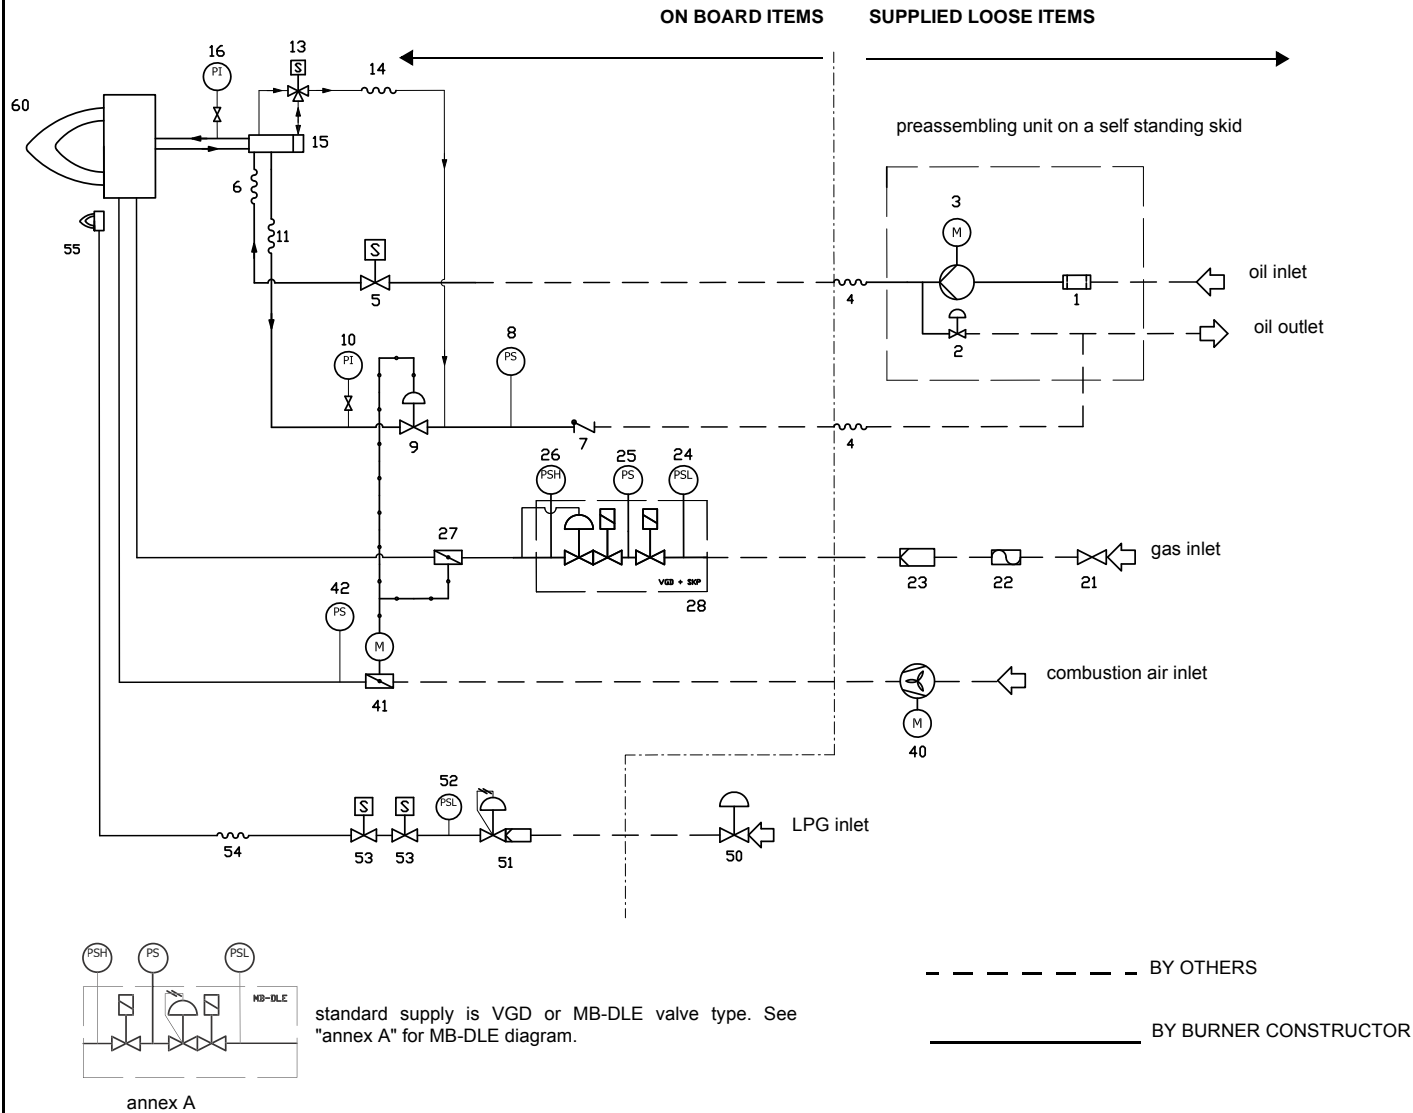 ON BOARD ITEMS SUPPLIED LOOSE ITEMS
16 13 14
PI S
60
preassembling unit on a self standing skid
15
6
3
M
11
55
S
5
4
1
oil inlet
oil outlet
2
10 8
PI PS
9 7 4
26 25 24
PSH PS PSL
27
gas inlet
23 22 21
VGD + SKP
28
42
PS
M
combustion air inlet
41
M
40
S S 52
PSL
LPG inlet
54 53 53 51 50
PSH PS PSL
MB-DLE
BY OTHERS
standard supply is VGD or MB-DLE valve type. See
"annex A" for MB-DLE diagram.
BY BURNER CONSTRUCTOR
annex A